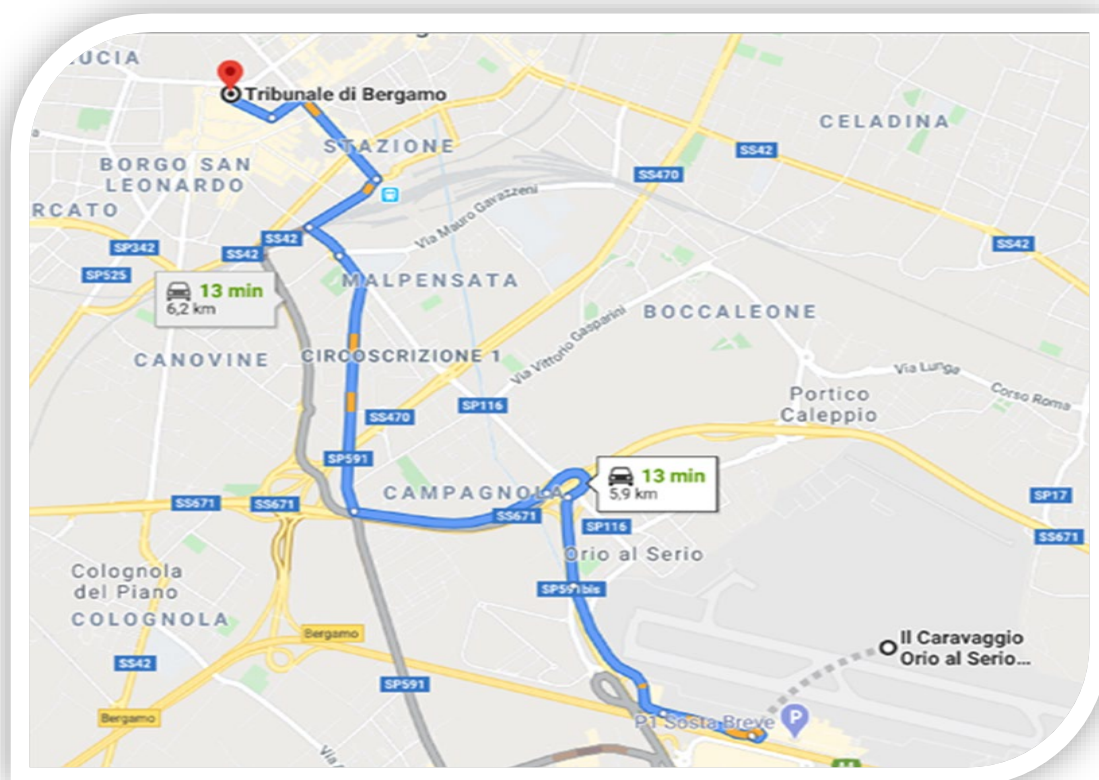 UCIA
Tribunale di Bergamo
STAZIONE
CELADINA
SS42
BORGO SAN
LEONARDO
SS470
RCATO
Via Mauro Gavazzeni
SS42
SS42
SP342
SS42
SP525
13 min
6,2 km
MALPENSATA
BOCCALEONE
CANOVINE
CIRCOSCRIZIONE 1
Via Vittorio Gasparini
Via Lunga
Corso Roma
Portico
Caleppio
SP116
SS470
SP591
13 min
5,9 km
CAMPAGNOLA
SS671
SS671
SS671
SP116
SP17
SS671
Orio al Serio
Colognola
del Piano
SP591bis
COLOGNOLA
Bergamo
Il Caravaggio
Orio al Serio...
SS42
SP591
Bergamo
P1 Sosta Breve
P